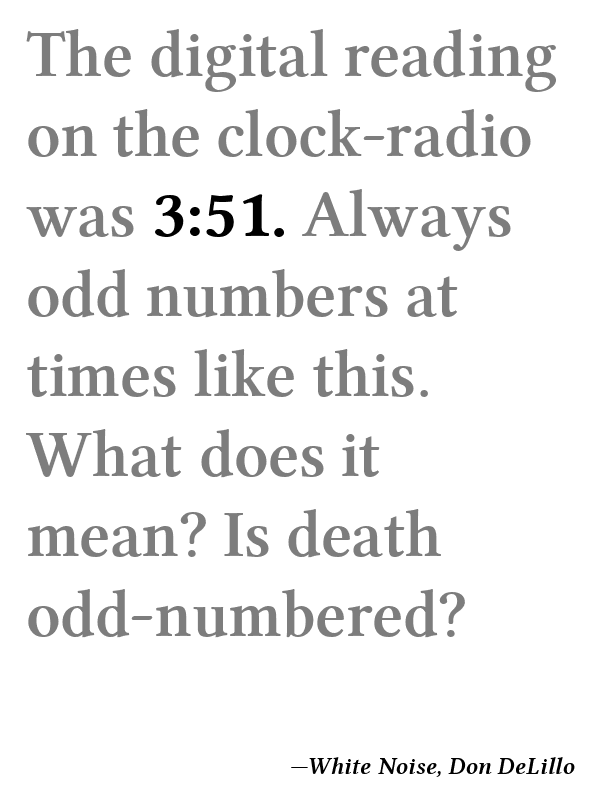 The digital reading
on the clock-radio
was 3:51. Always
odd numbers at
times like this.
What does it
mean? Is death
odd-numbered?
—White Noise, Don DeLillo